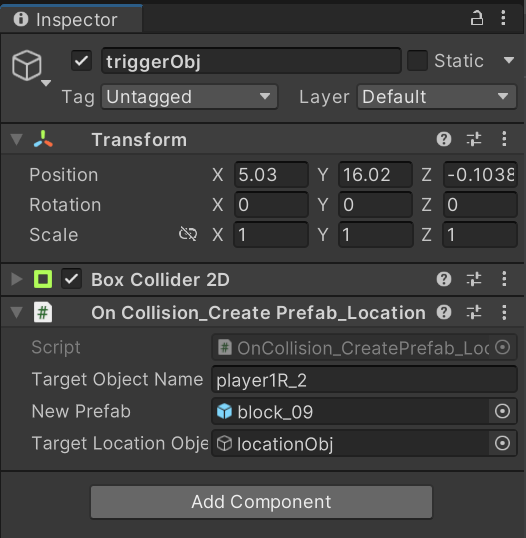 Inspector
triggerObj Static
Tag Untagged Layer Default
Transform
Position X 5.03 Y 16.02 Z -0.1038
Rotation X 0 Y 0 Z 0
Scale X 1 Y 1 Z 1
Box Collider 2D
# On Collision_Create Prefab_Location
Script # OnCollision_CreatePrefab_Loc
Target Object Name player1R_2
New Prefab block_09
Target Location Obje locationObj
Add Component